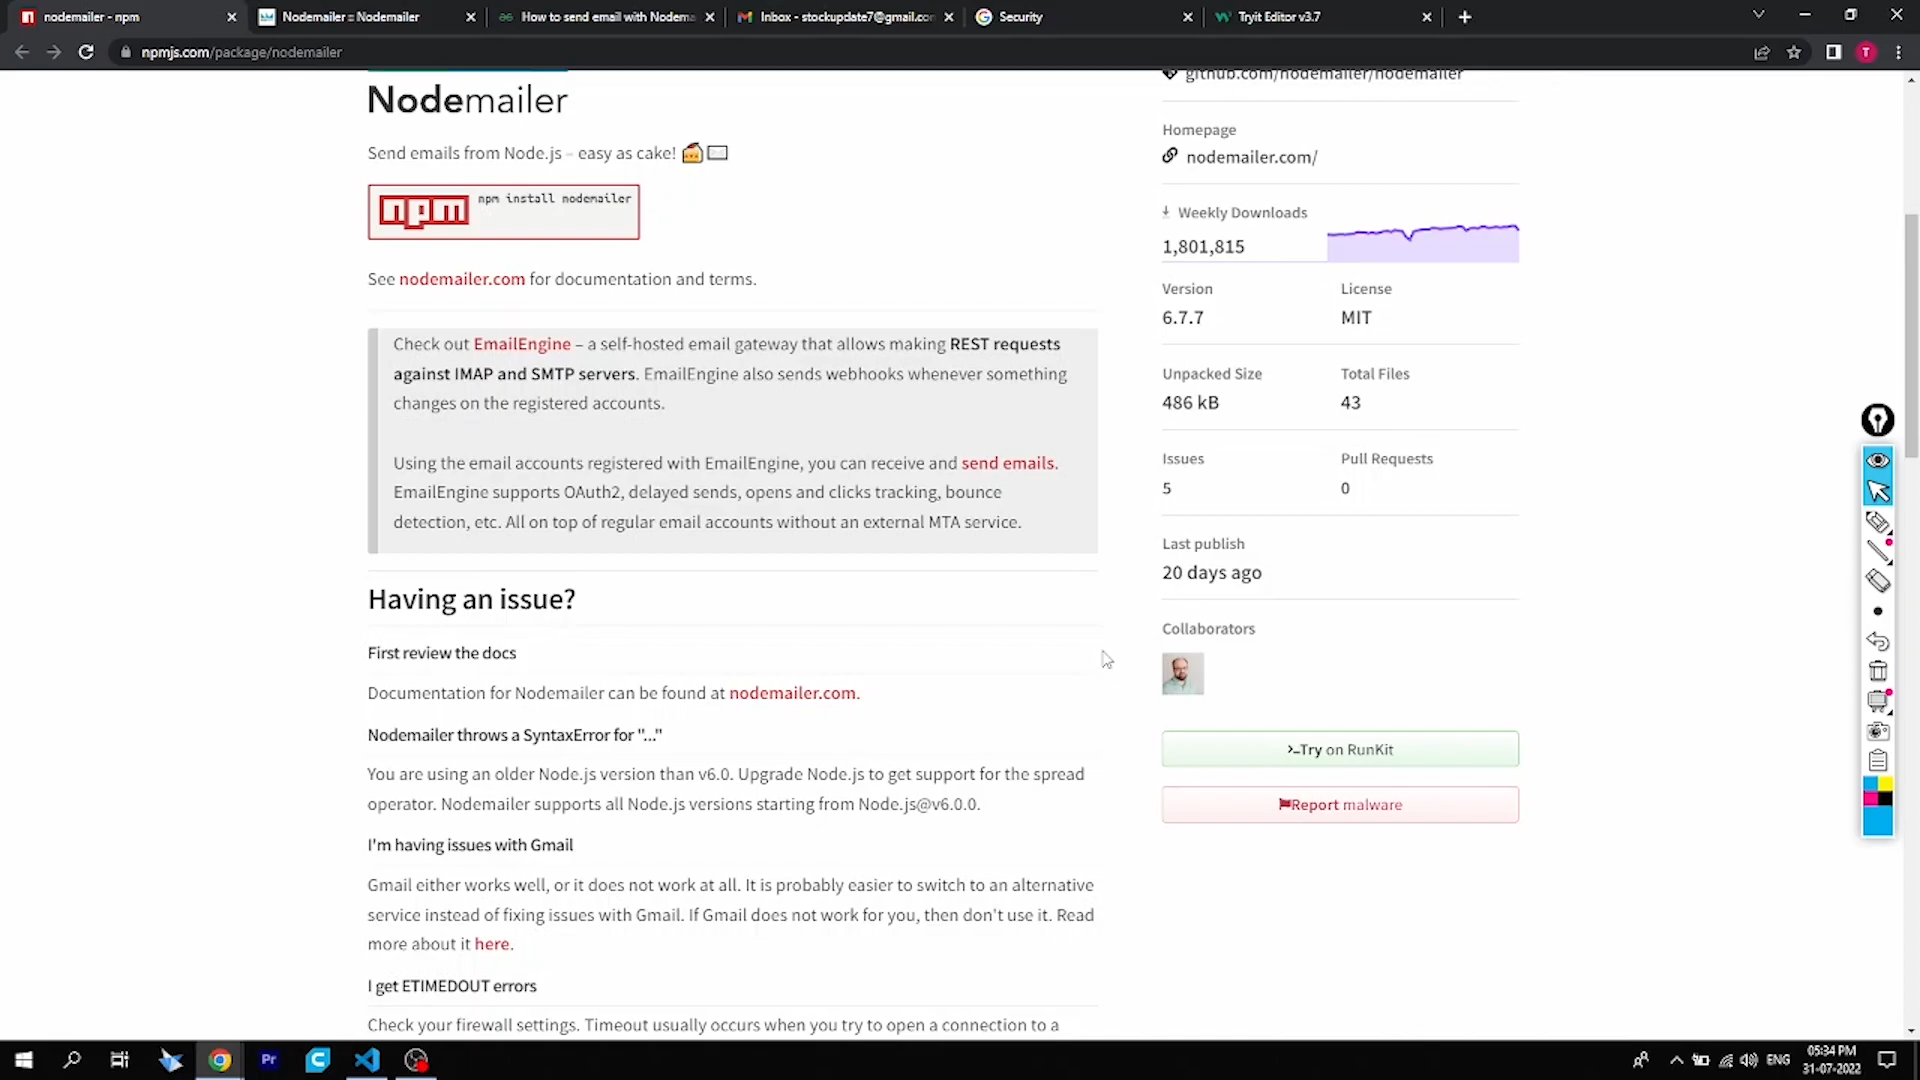 nodemailer - npm
Nodemailer :: Nodemailer
How to send email with Nodema
Inbox - stockupdate7@gmail.con
Security
Tryit Editor v3.7
npmjs.com/package/nodemailer
Nodemailer
Send emails from Node.js – easy as cake!
npm
npm install nodemailer
See nodemailer.com for documentation and terms.
Check out EmailEngine – a self-hosted email gateway that allows making REST requests
against IMAP and SMTP servers. EmailEngine also sends webhooks whenever something
changes on the registered accounts.
Using the email accounts registered with EmailEngine, you can receive and send emails.
EmailEngine supports OAuth2, delayed sends, opens and clicks tracking, bounce
detection, etc. All on top of regular email accounts without an external MTA service.
Having an issue?
First review the docs
Documentation for Nodemailer can be found at nodemailer.com.
Nodemailer throws a SyntaxError for "..."
You are using an older Node.js version than v6.0. Upgrade Node.js to get support for the spread
operator. Nodemailer supports all Node.js versions starting from Node.js@v6.0.0.
I'm having issues with Gmail
Gmail either works well, or it does not work at all. It is probably easier to switch to an alternative
service instead of fixing issues with Gmail. If Gmail does not work for you, then don't use it. Read
more about it here.
I get ETIMEDOUT errors
Check your firewall settings. Timeout usually occurs when you try to open a connection to a
github.com/nodemailer/nodemailer
Homepage
nodemailer.com/
Weekly Downloads
1,801,815
Version License
6.7.7 MIT
Unpacked Size Total Files
486 kB 43
Issues Pull Requests
5 0
Last publish
20 days ago
Collaborators
Try on RunKit
Report malware
T
Pr
ENG
05:34 PM
31-07-2022